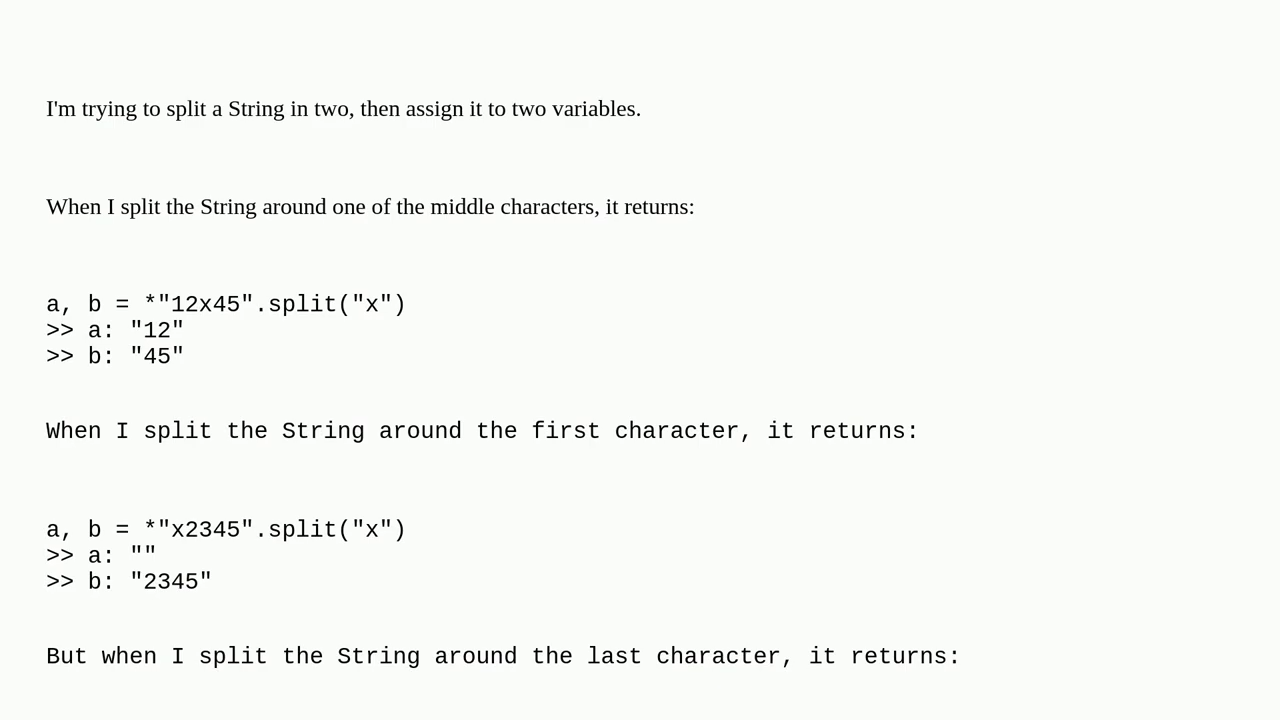 I'm trying to split a String in two, then assign it to two variables.
When I split the String around one of the middle characters, it returns:
a, b = *"12x45".split("x")
>> a: "12"
>> b: "45"
When I split the String around the first character, it returns:
a, b = *"x2345".split("x")
>> a: ""
>> b: "2345"
But when I split the String around the last character, it returns: